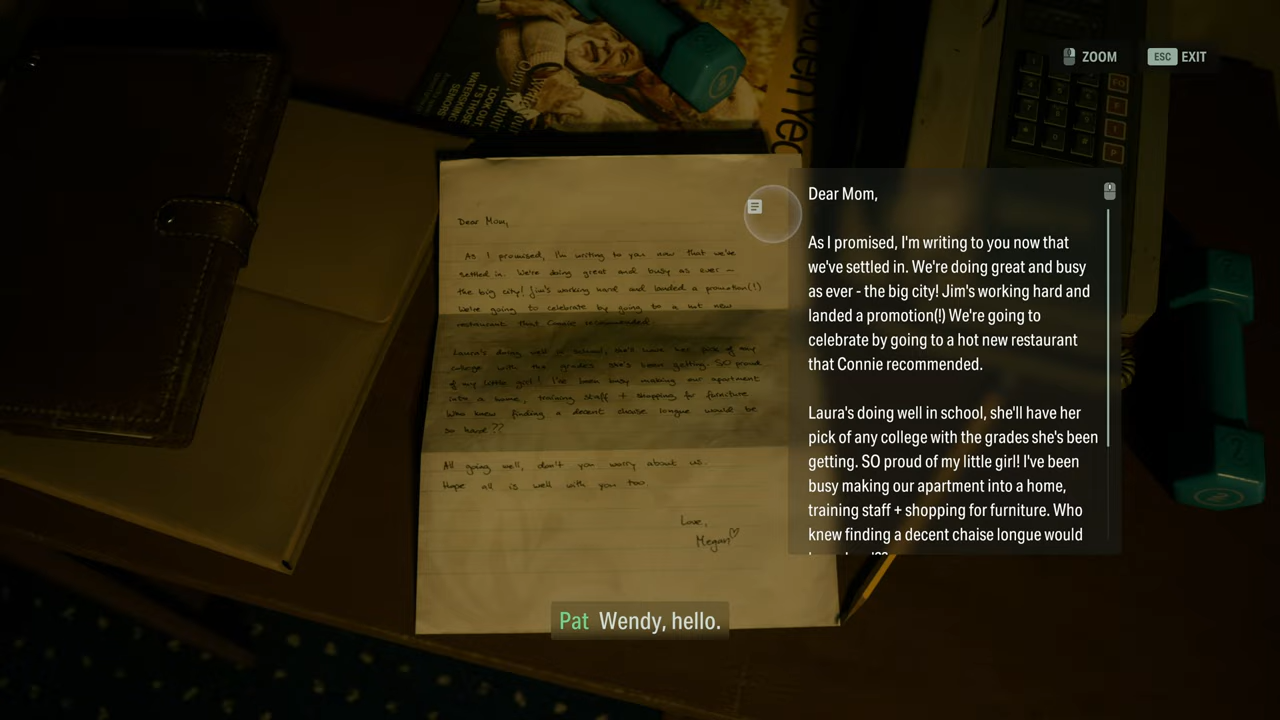 ZOOM
ESC EXIT
olden Yea
"LOOK OUT,
IT'S THOSE
SENIORS
Dear Mom,
As I promised, I'm writing to you now that we've
settled in. We're doing great and busy as ever –
the big city! Jim's working hard and landed a promotion(!)
We're going to celebrate by going to a hot new
restaurant that Connie recommended.
Laura's doing well in school, she'll have her pick of any
college with the grades she's been getting. SO proud
of my little girl! I've been busy making our apartment
into a home, training staff + shopping for furniture.
Who knew finding a decent chaise longue would be
so hard??
All going well, don't you worry about us.
Hope all is well with you too.
Love,
Megan
Dear Mom,
As I promised, I'm writing to you now that
we've settled in. We're doing great and busy
as ever - the big city! Jim's working hard and
landed a promotion(!) We're going to
celebrate by going to a hot new restaurant
that Connie recommended.
Laura's doing well in school, she'll have her
pick of any college with the grades she's been
getting. SO proud of my little girl! I've been
busy making our apartment into a home,
training staff + shopping for furniture. Who
knew finding a decent chaise longue would
Pat Wendy, hello.